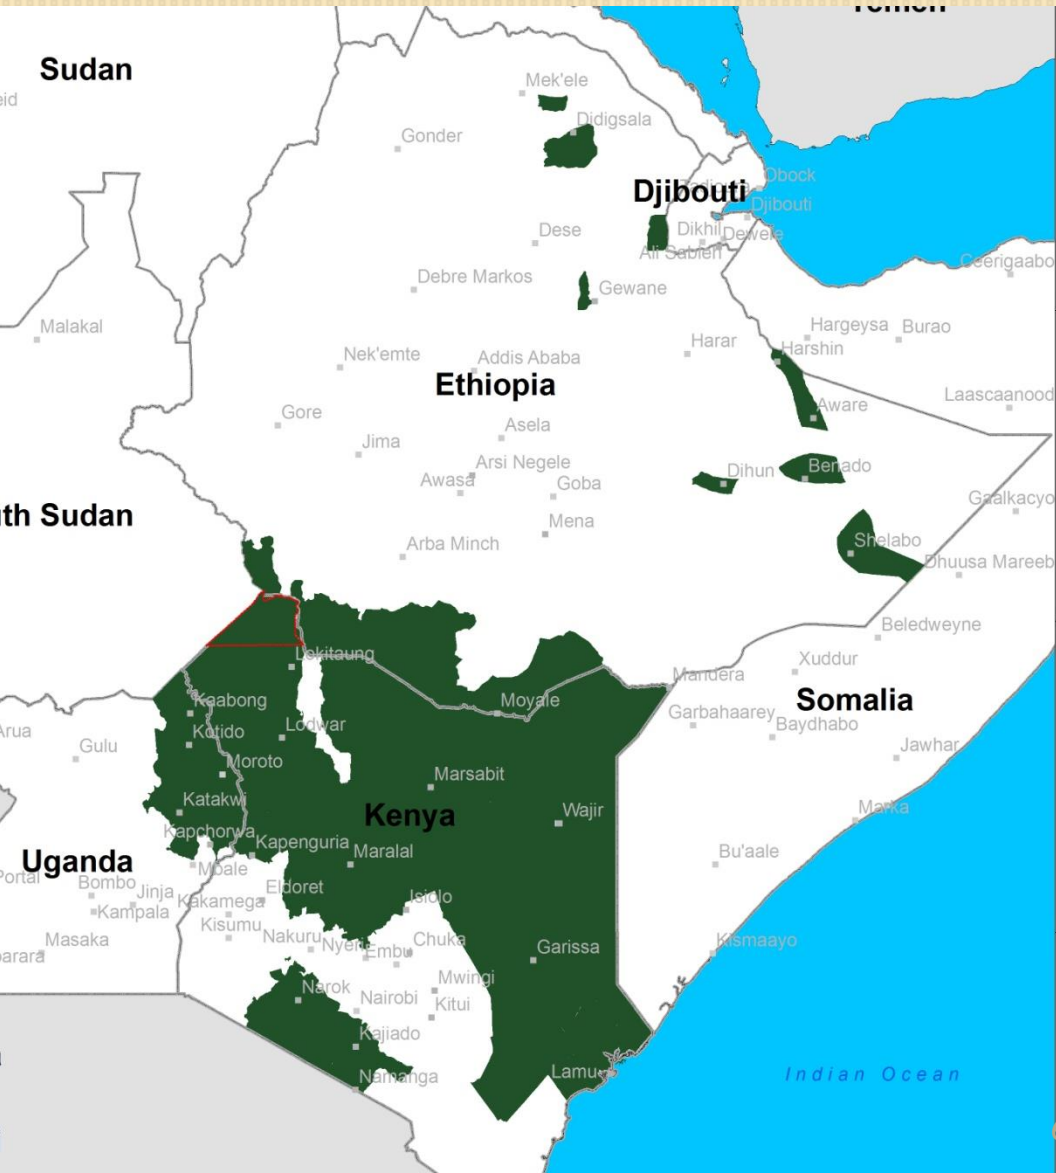 Yemen
Sudan
eid
Mek'ele
Didigsala
Gonder
Djibouti
Obock
Djibouti
Dikhil
Dewele
Ali Sabieh
Dese
Ceerigaabo
Debre Markos
Gewane
Malakal
Hargeysa
Burao
Harar
Harshin
Nek'emte
Addis Ababa
Ethiopia
Laascaanood
Aware
Gore
Asela
Jima
Arsi Negele
Dihun
Benado
Awasa
Goba
Gaalkacyo
th Sudan
Mena
Arba Minch
Shelabo
Dhuusa Mareeb
Beledweyne
Lokitaung
Xuddur
Mandera
Somalia
Kaabong
Moyale
Garbahaarey
Baydhabo
Arua
Kotido
Lodwar
Gulu
Jawhar
Moroto
Marsabit
Katakwi
Kenya
Wajir
Marka
Kapchorwa
Kapenguria
Maralal
Bu'aale
Uganda
Mbale
Portal
Bombo
Jinja
Kakamega
Eldoret
Isiolo
Kampala
Kisumu
Nakuru
Nyeri
Embu
Chuka
Garissa
Kismaayo
Masaka
barara
Mwingi
Narok
Nairobi
Kitui
Kajiado
Namanga
Lamu
Indian Ocean